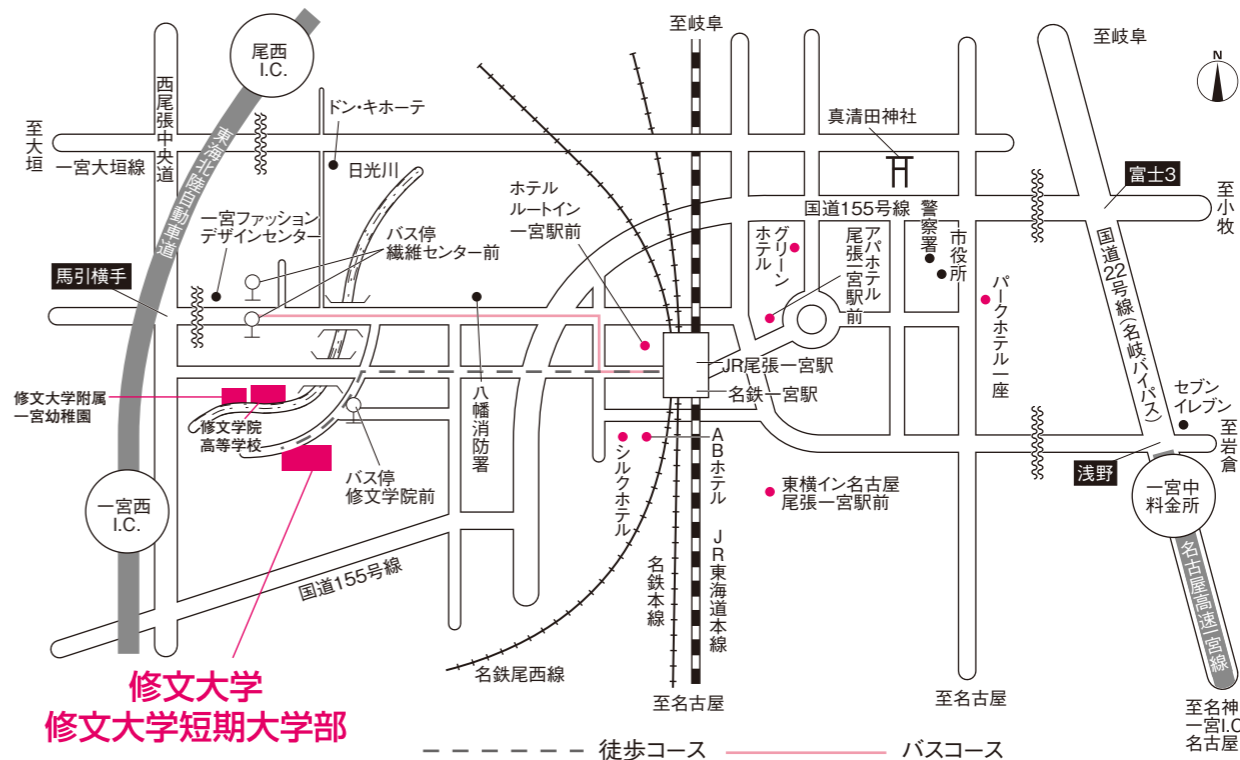 至岐阜
至岐阜
N
尾西
I.C.
西尾張中央道
ドン・キホーテ
真清田神社
至大垣
一宮大垣線
東海北陸自動車道
日光川
ホテル
ルートイン
一宮駅前
国道155号線
富士3
至小牧
一宮ファッション
デザインセンター
バス停
繊維センター前
グリーン
ホテル
アパホテル
尾張一宮駅前
警察署
市役所
国道22号線(名岐バイパス)
馬引横手
パークホテル一座
JR尾張一宮駅
名鉄一宮駅
修文大学附属
一宮幼稚園
修文学院
高等学校
八幡消防署
セブン
イレブン
至岩倉
バス停
修文学院前
シルクホテル
ABホテル
浅野
一宮西
I.C.
東横イン名古屋
尾張一宮駅前
一宮中
料金所
国道155号線
名鉄本線
JR東海道本線
名古屋高速一宮線
名鉄尾西線
修文大学
修文大学短期大学部
至名古屋
至名古屋
至名神
一宮I.C
名古屋
徒歩コース
バスコース